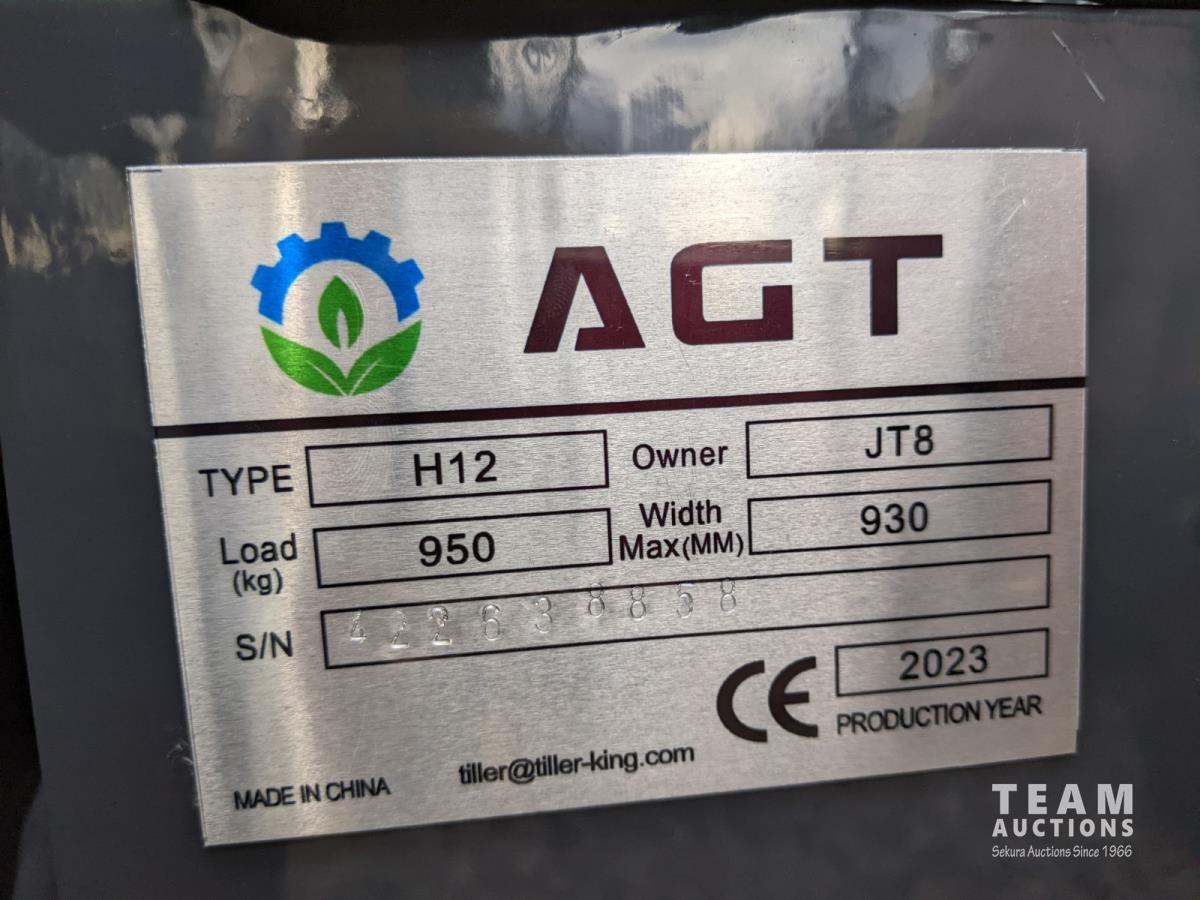 AGT
TYPE H12 Owner JT8
Load (kg) 950 Width Max(MM) 930
S/N 422638858
CE 2023
PRODUCTION YEAR
tiller@tiller-king.com
MADE IN CHINA
TEAM
AUCTIONS
Sekura Auctions Since 1966